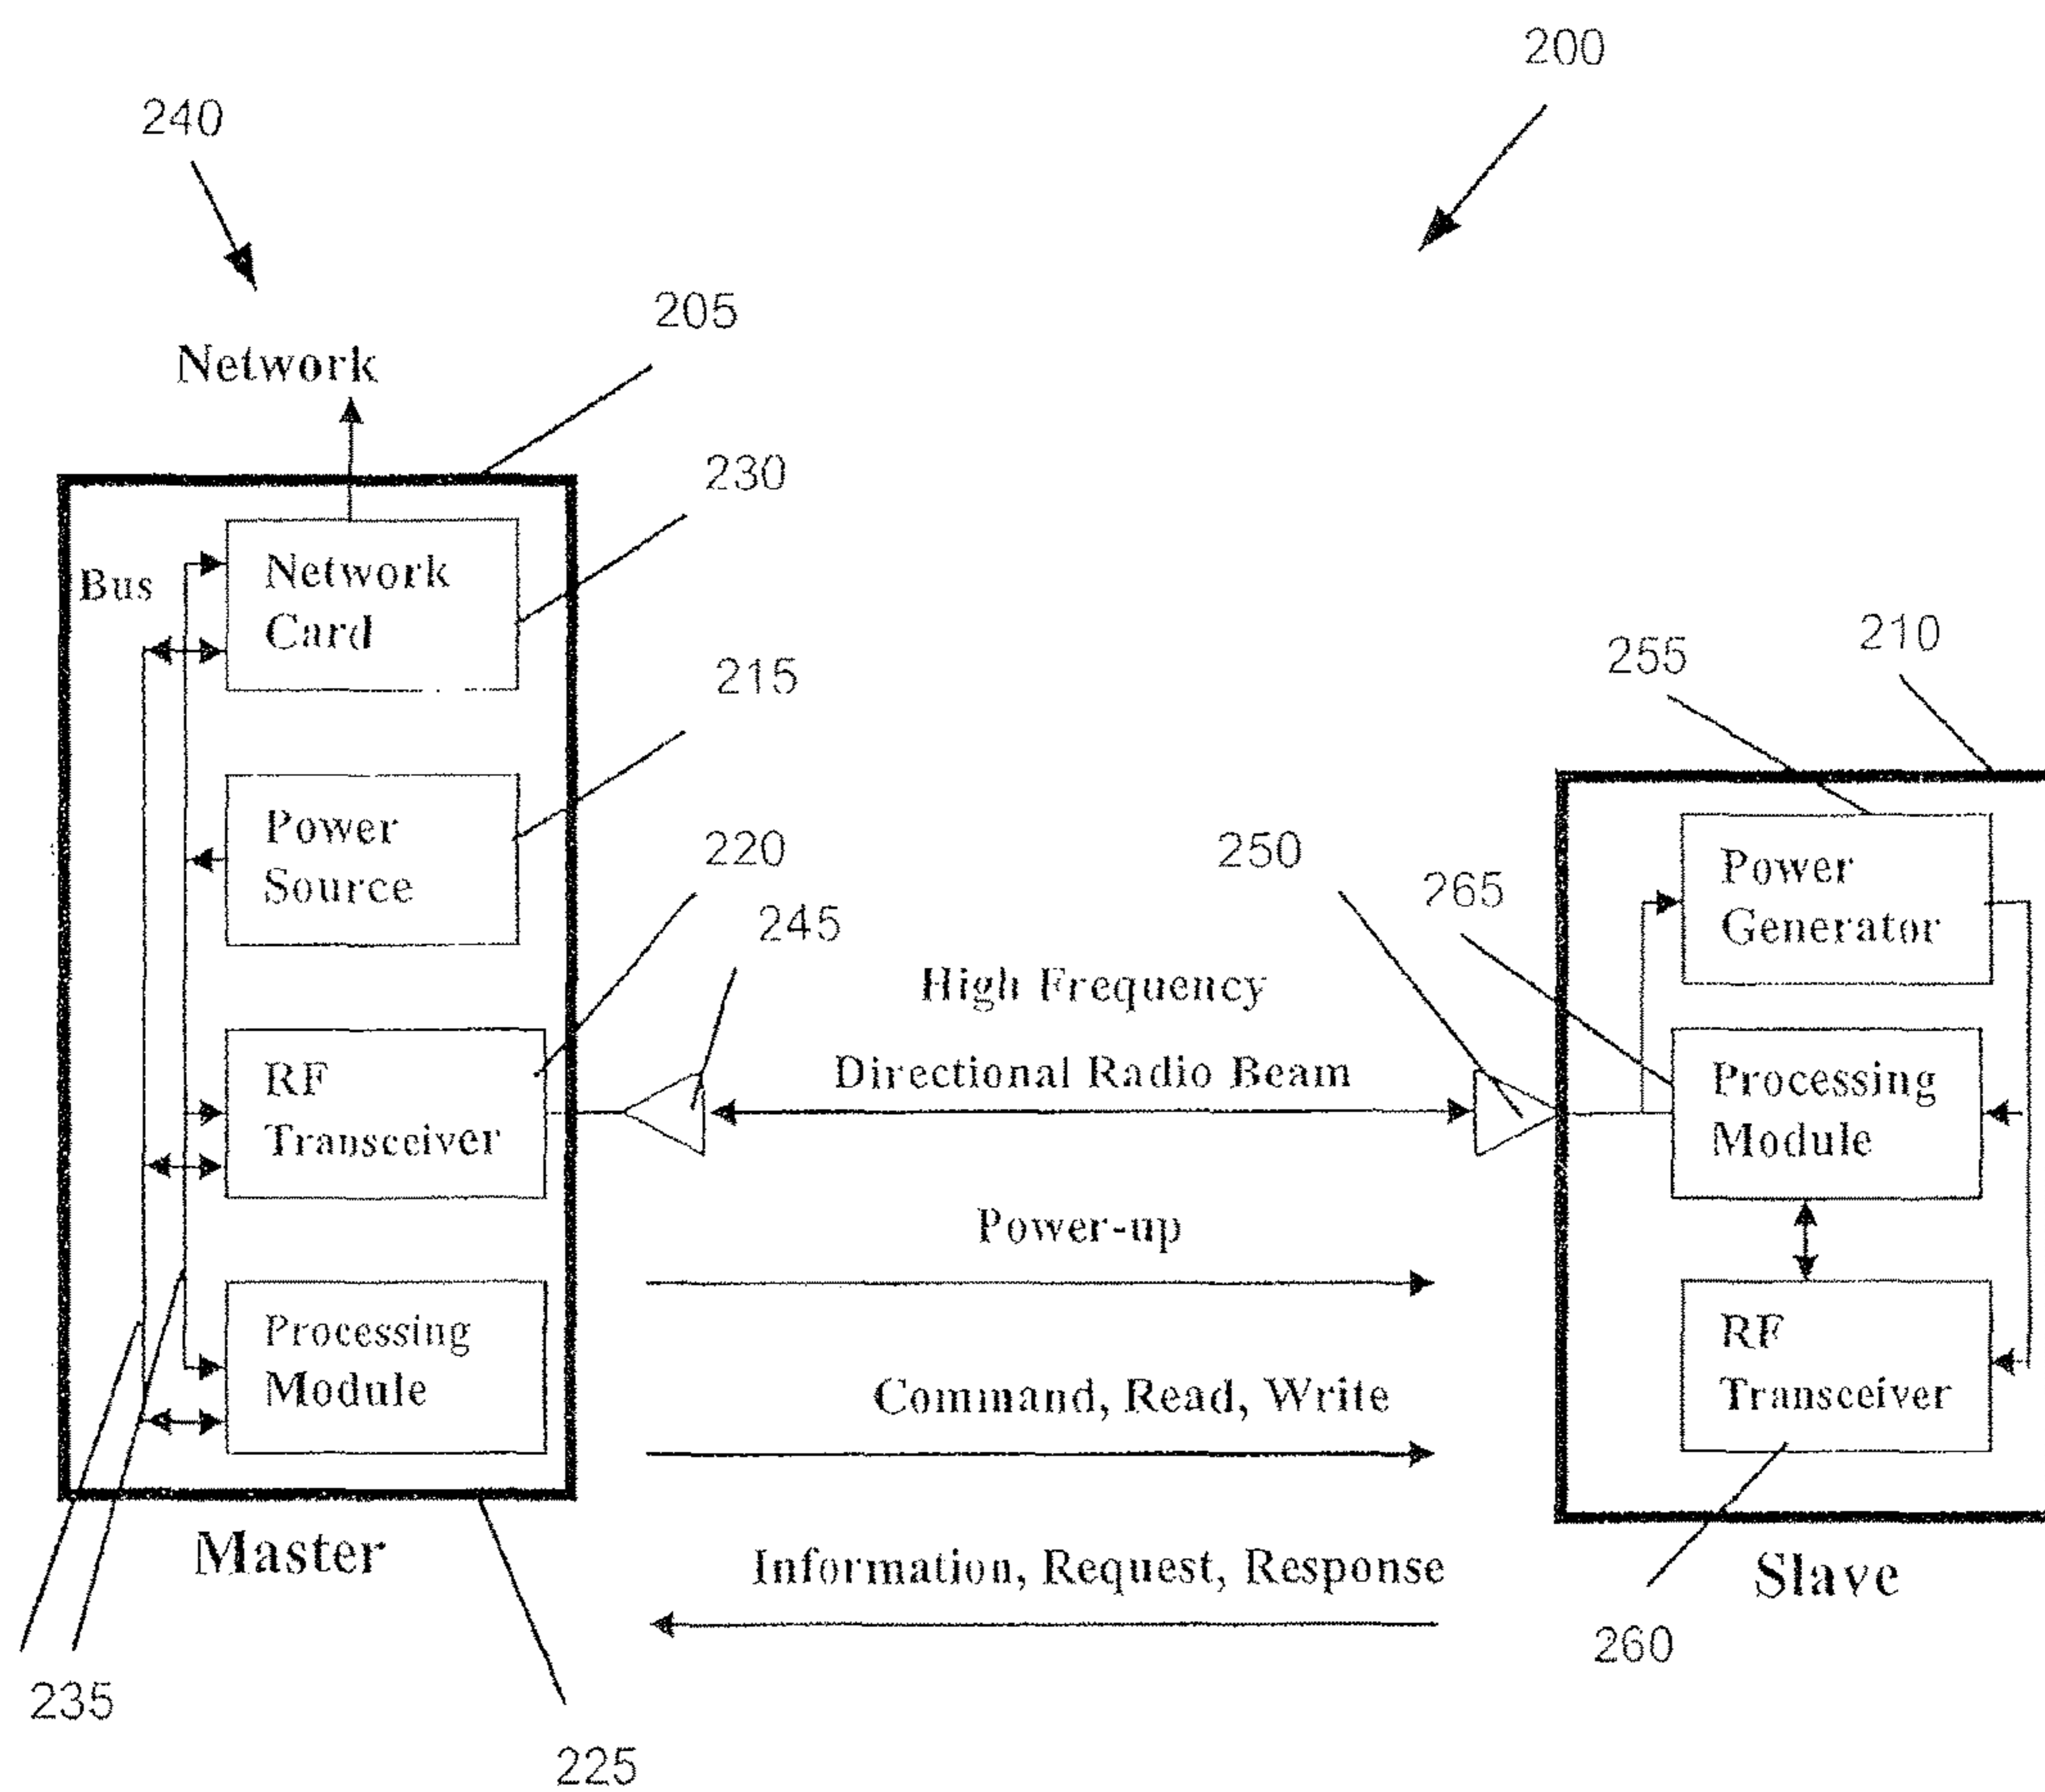 200
240
205
Network
230
Bus
Network
Card
215
Power
Source
220
245
RF
Transceiver
Processing
Module
Master
235
225
High Frequency
Directional Radio Beam
Power-up
Command, Read, Write
Information, Request, Response
250
265
255
210
Power
Generator
Processing
Module
RF
Transceiver
Slave
260